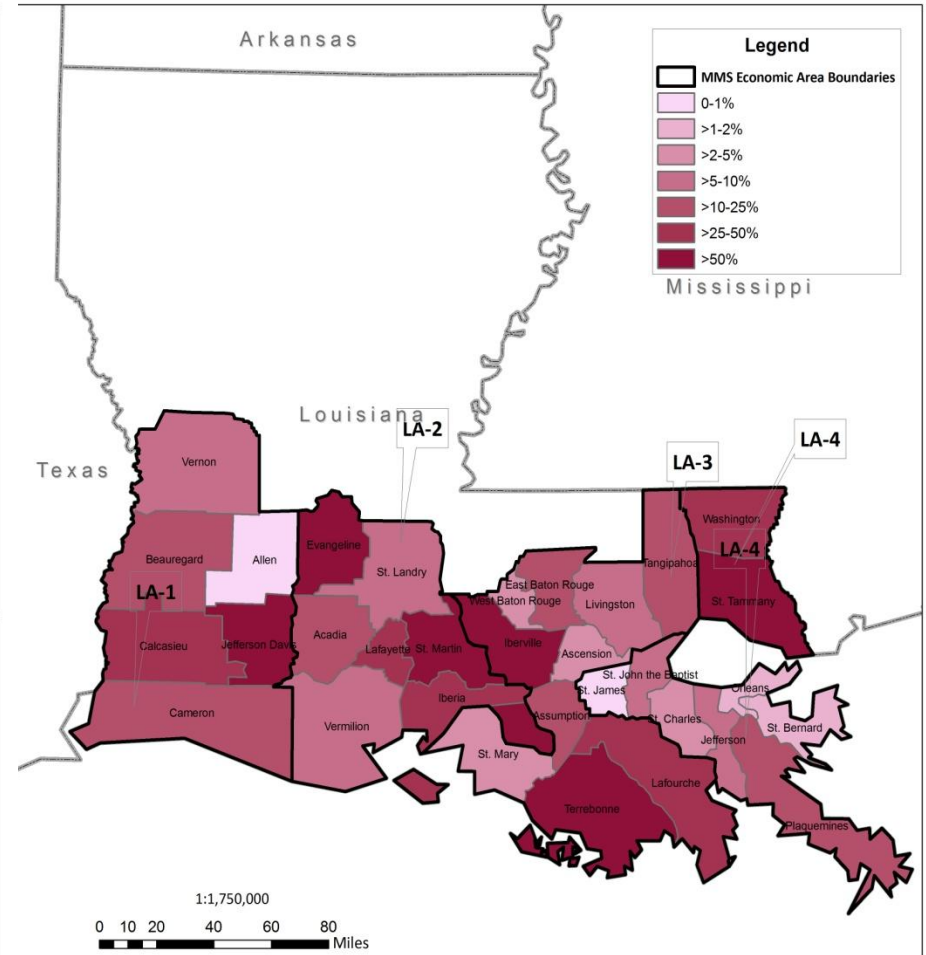 Arkansas
Legend
MMS Economic Area Boundaries
0-1%
>1-2%
>2-5%
>5-10%
>10-25%
>25-50%
>50%
Mississippi
Louisiana
LA-2
Texas
LA-4
LA-3
Vernon
Washington
Beauregard
Allen
Evangeline
St. Landry
Tangipahoa
LA-4
East Baton Rouge
LA-1
West Baton Rouge
Livingston
St. Tammany
Calcasieu
Jefferson Davis
Acadia
Lafayette
St. Martin
Iberville
Ascension
St. John the Baptist
St. James
Orleans
Cameron
Vermilion
Iberia
Assumption
St. Charles
St. Bernard
Jefferson
St. Mary
Lafourche
Terrebonne
Plaquemines
1:1,750,000
0 10 20 40 60 80
Miles